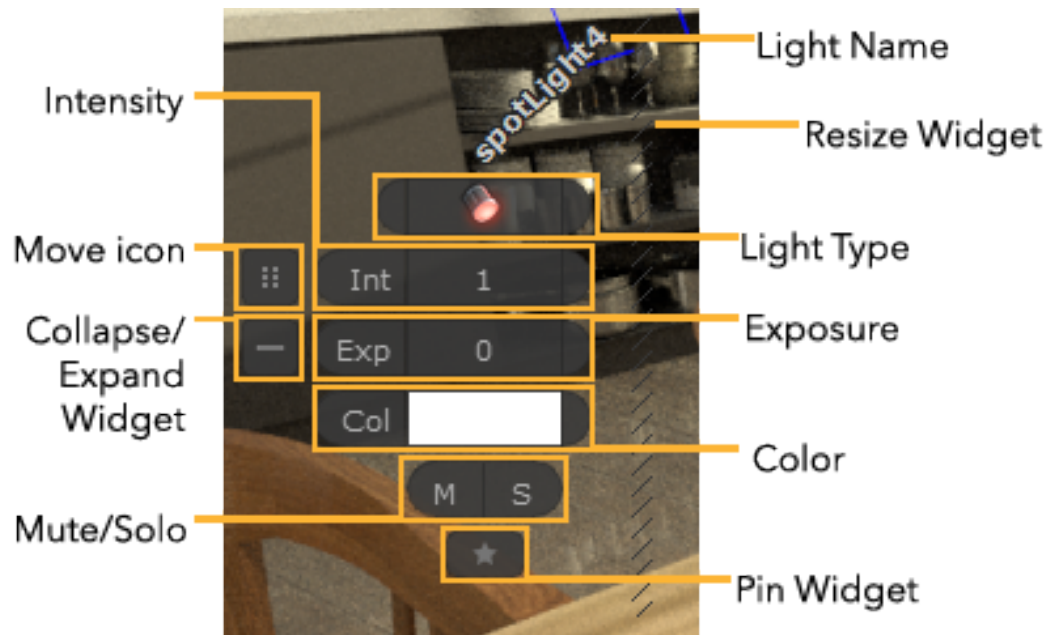 Light Name
spotLight4
Intensity
Resize Widget
Light Type
Move icon
Int 1
Collapse/
Expand
Widget
Exp 0
Exposure
Col
Color
M S
Mute/Solo
Pin Widget